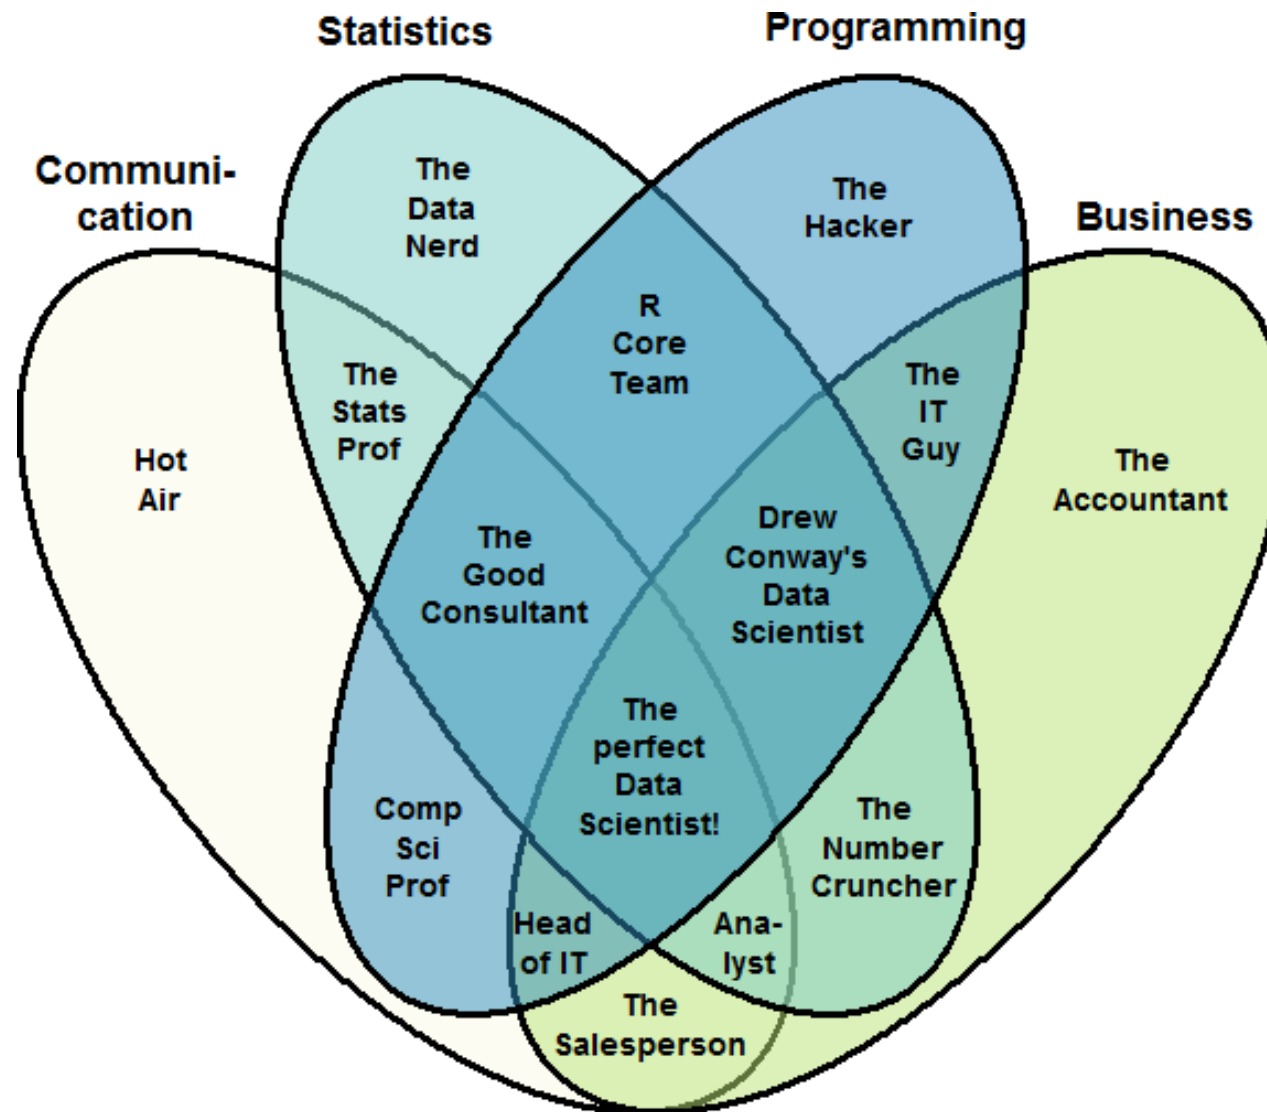 Statistics
Programming
Communi-
cation
Business
The
Data
Nerd
The
Hacker
R
Core
Team
The
Stats
Prof
The
IT
Guy
Hot
Air
The
Accountant
The
Good
Consultant
Drew
Conway's
Data
Scientist
The
perfect
Data
Scientist!
Comp
Sci
Prof
The
Number
Cruncher
Head
of IT
Ana-
lyst
The
Salesperson